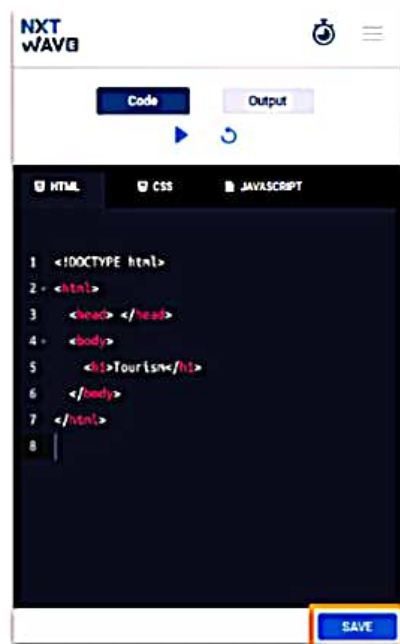 NXT
WAVE
Code Output
HTML CSS JAVASCRIPT
1 <!DOCTYPE html>
2 <html>
3 <head> </head>
4 <body>
5 <h1>Tourism</h1>
6 </body>
7 </html>
8
SAVE